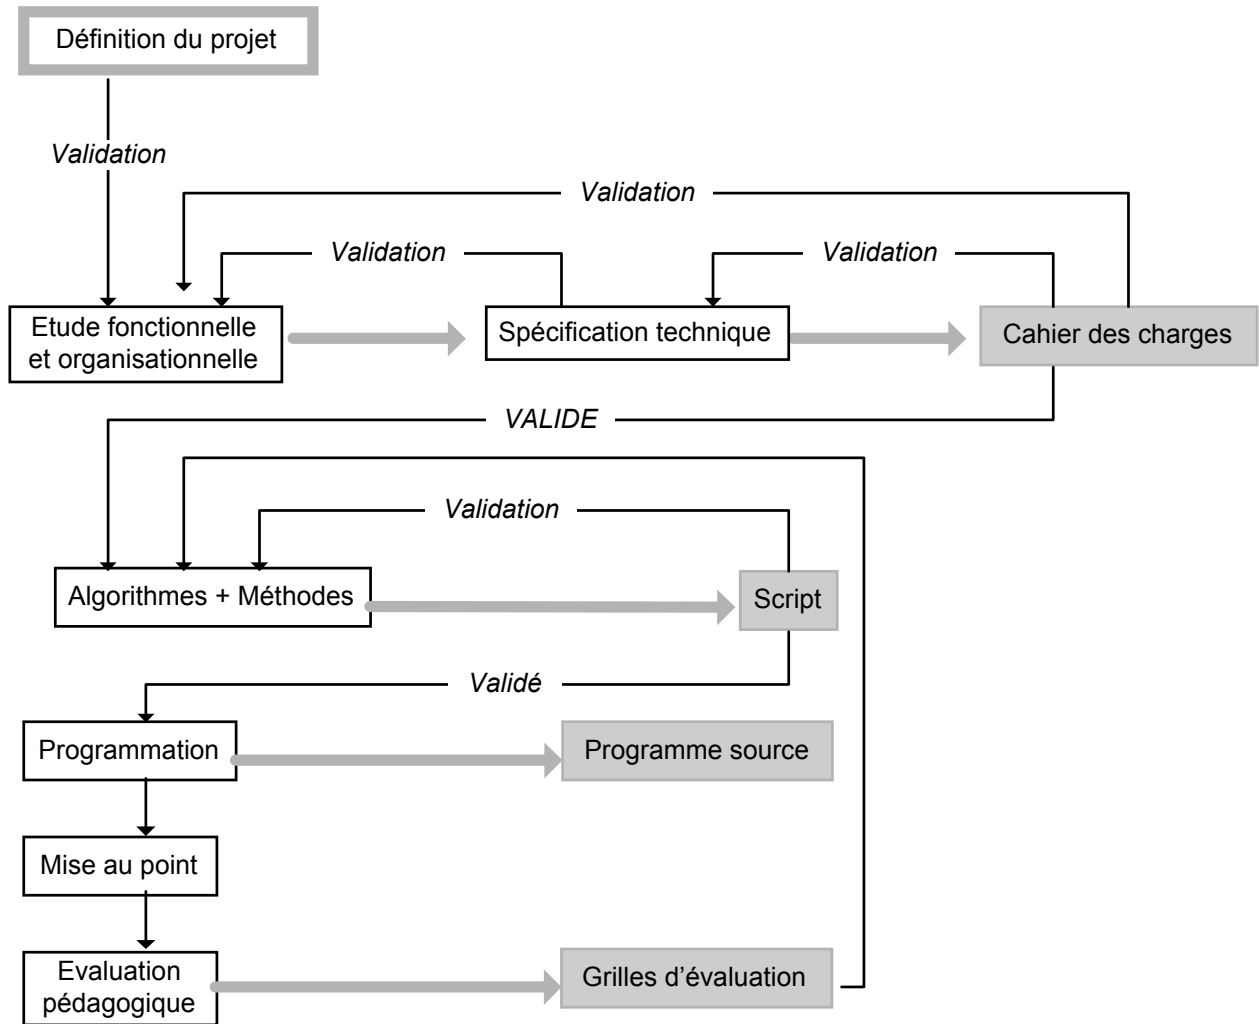 Définition du projet
Validation
Validation
Validation
Validation
Etude fonctionnelle
et organisationnelle
Spécification technique
Cahier des charges
VALIDE
Validation
Algorithmes + Méthodes
Script
Validé
Programmation
Programme source
Mise au point
Evaluation
pédagogique
Grilles d’évaluation